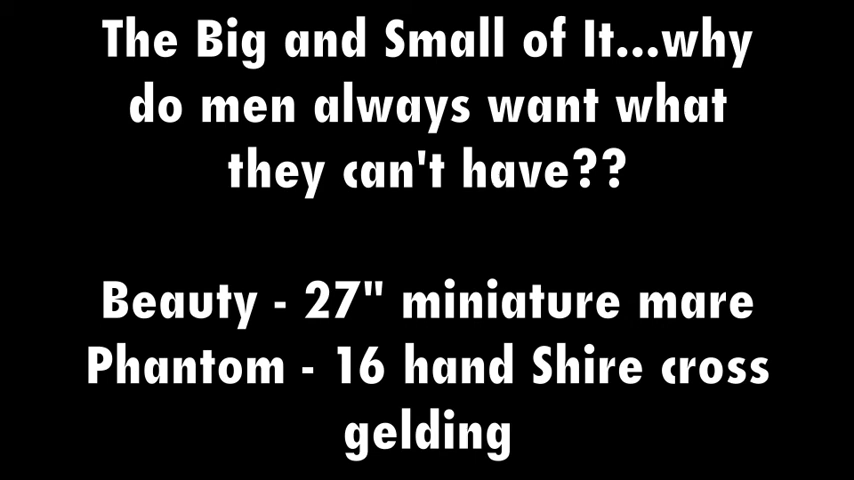 The Big and Small of It...why
do men always want what
they can't have??
Beauty - 27" miniature mare
Phantom - 16 hand Shire cross
gelding